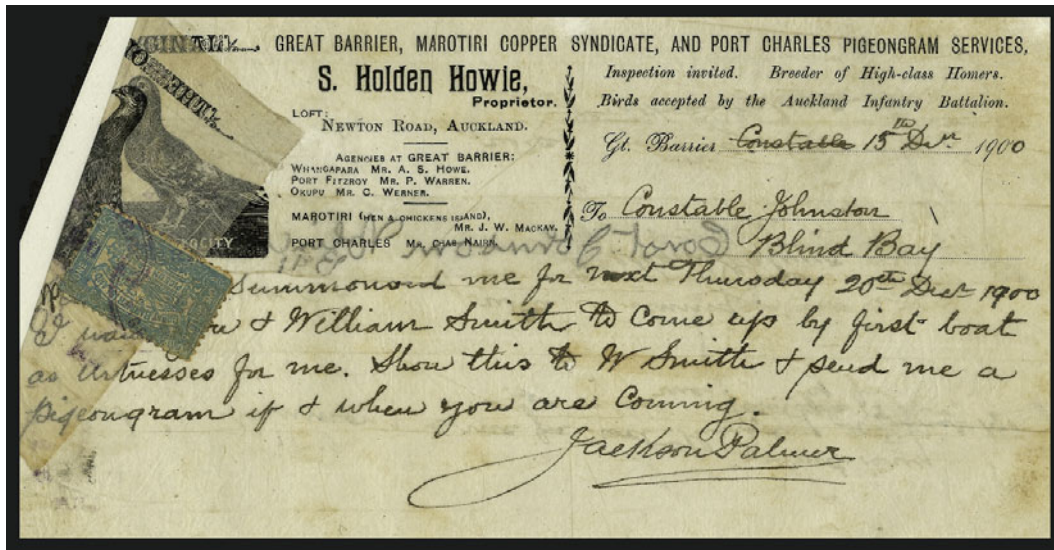 GREAT BARRIER, MAROTIRI COPPER SYNDICATE, AND PORT CHARLES PIGEONGRAM SERVICES,
S. Holden Howie,
Proprietor.
LOFT:
NEWTON ROAD, AUCKLAND.
AGENCIES AT GREAT BARRIER:
WHANGAPARA MR. A. S. HOWE.
PORT FITZROY MR. P. WARREN.
OKUPU MR. C. WERNER.
MAROTIRI (HEN & CHICKENS ISLAND),
MR. J. W. MACKAY.
PORT CHARLES MR. CHAS NAIRN.
Inspection invited. Breeder of High-class Homers.
Birds accepted by the Auckland Infantry Battalion.
Gt. Barrier Constable 15th Decr 1900
To Constable Johnston
Blind Bay
summonsed me for next Thursday 20th Decr 1900
& William Smith to come up by first boat
as witnesses for me. Show this to W Smith & send me a
pigeongram if & when you are coming.
Jackson Palmer